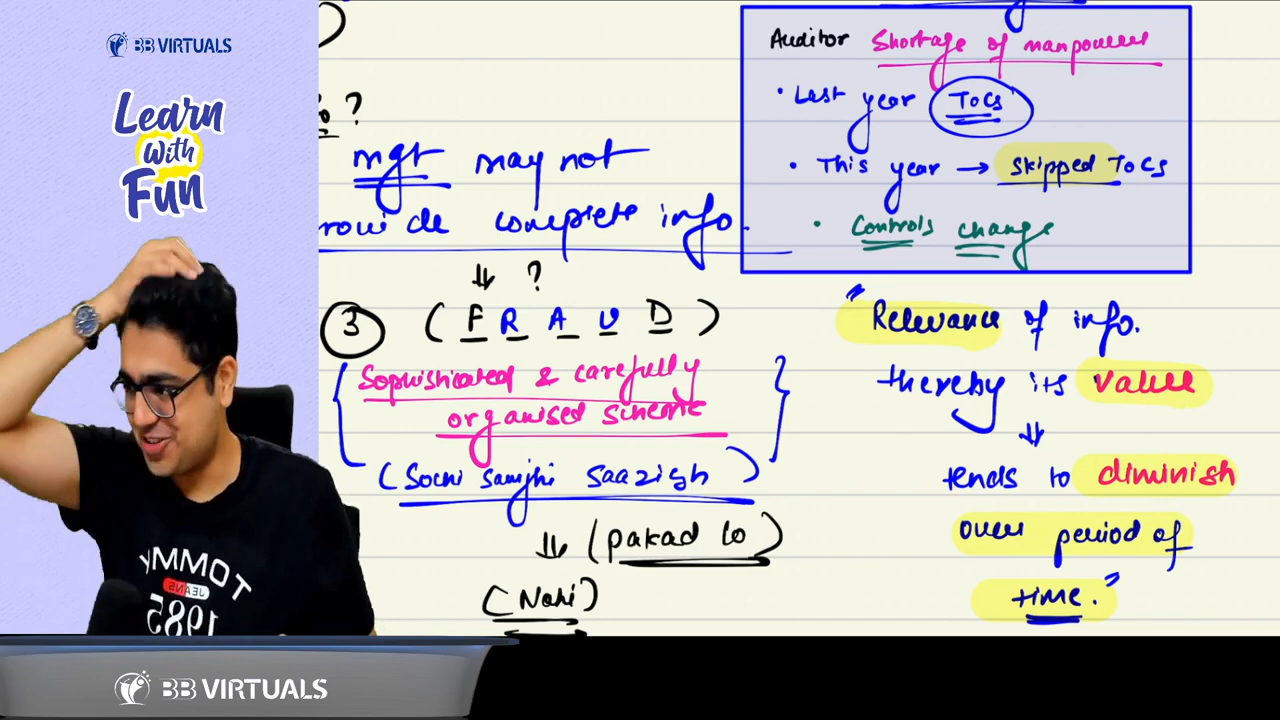 BB VIRTUALS
Learn
With
Fun
?
mgt may not
complete info.
Auditor Shortage of manpower
• Last year TOCs
• This year → skipped TOCs
• Controls change
?
3 (FRAUD)
Sophisticated & carefully
organised scheme
(Sochi samjhi saazish)
(pakad lo)
(Nahi)
"Relevance of info.
thereby its value
tends to diminish
over period of
time."
TOMMY
JEANS
1985
BB VIRTUALS